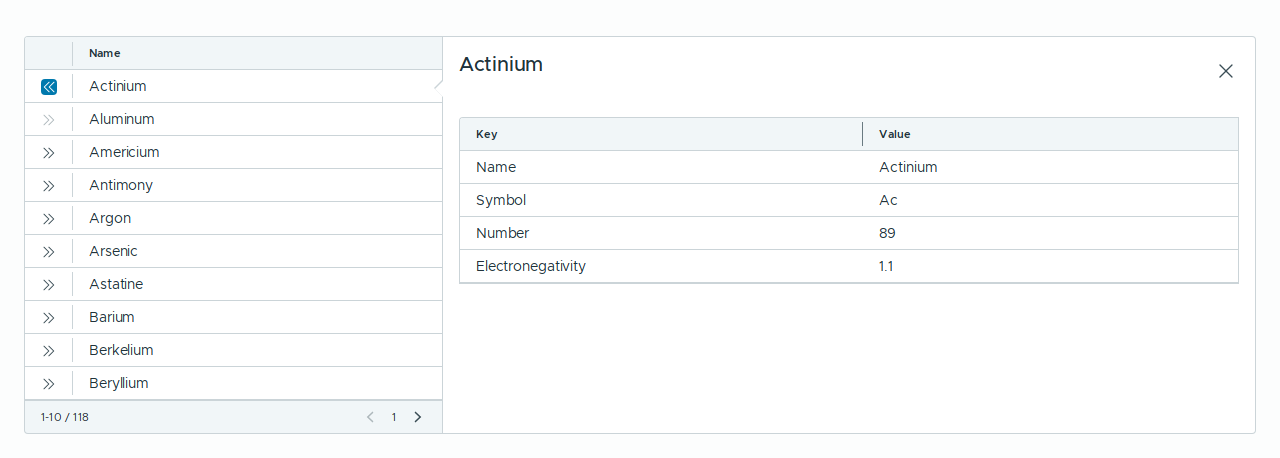 Name
Actinium
Aluminum
Americium
Antimony
Argon
Arsenic
Astatine
Barium
Berkelium
Beryllium
1-10 / 118 1
Actinium
Key Value
Name Actinium
Symbol Ac
Number 89
Electronegativity 1.1